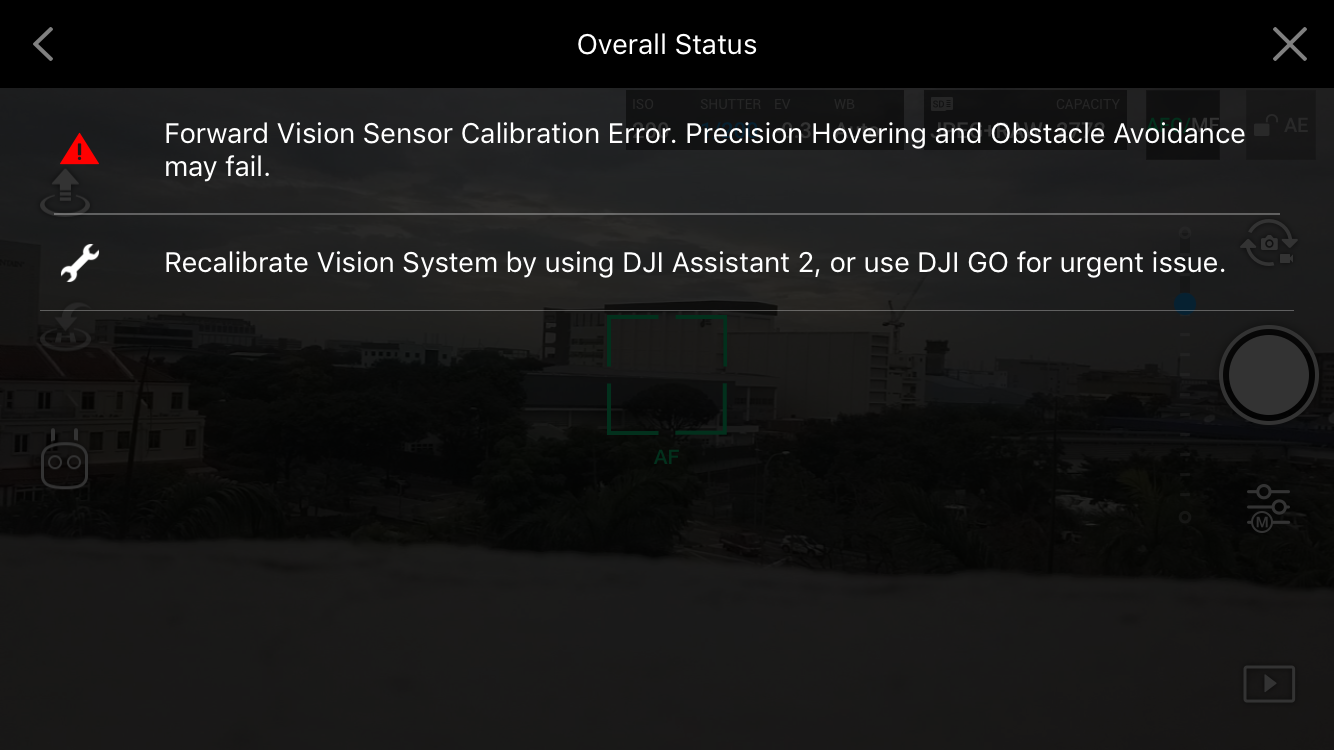 Overall Status
ISO SHUTTER EV WB CAPACITY
Forward Vision Sensor Calibration Error. Precision Hovering and Obstacle Avoidance
may fail.
AE
Recalibrate Vision System by using DJI Assistant 2, or use DJI GO for urgent issue.
AF
M